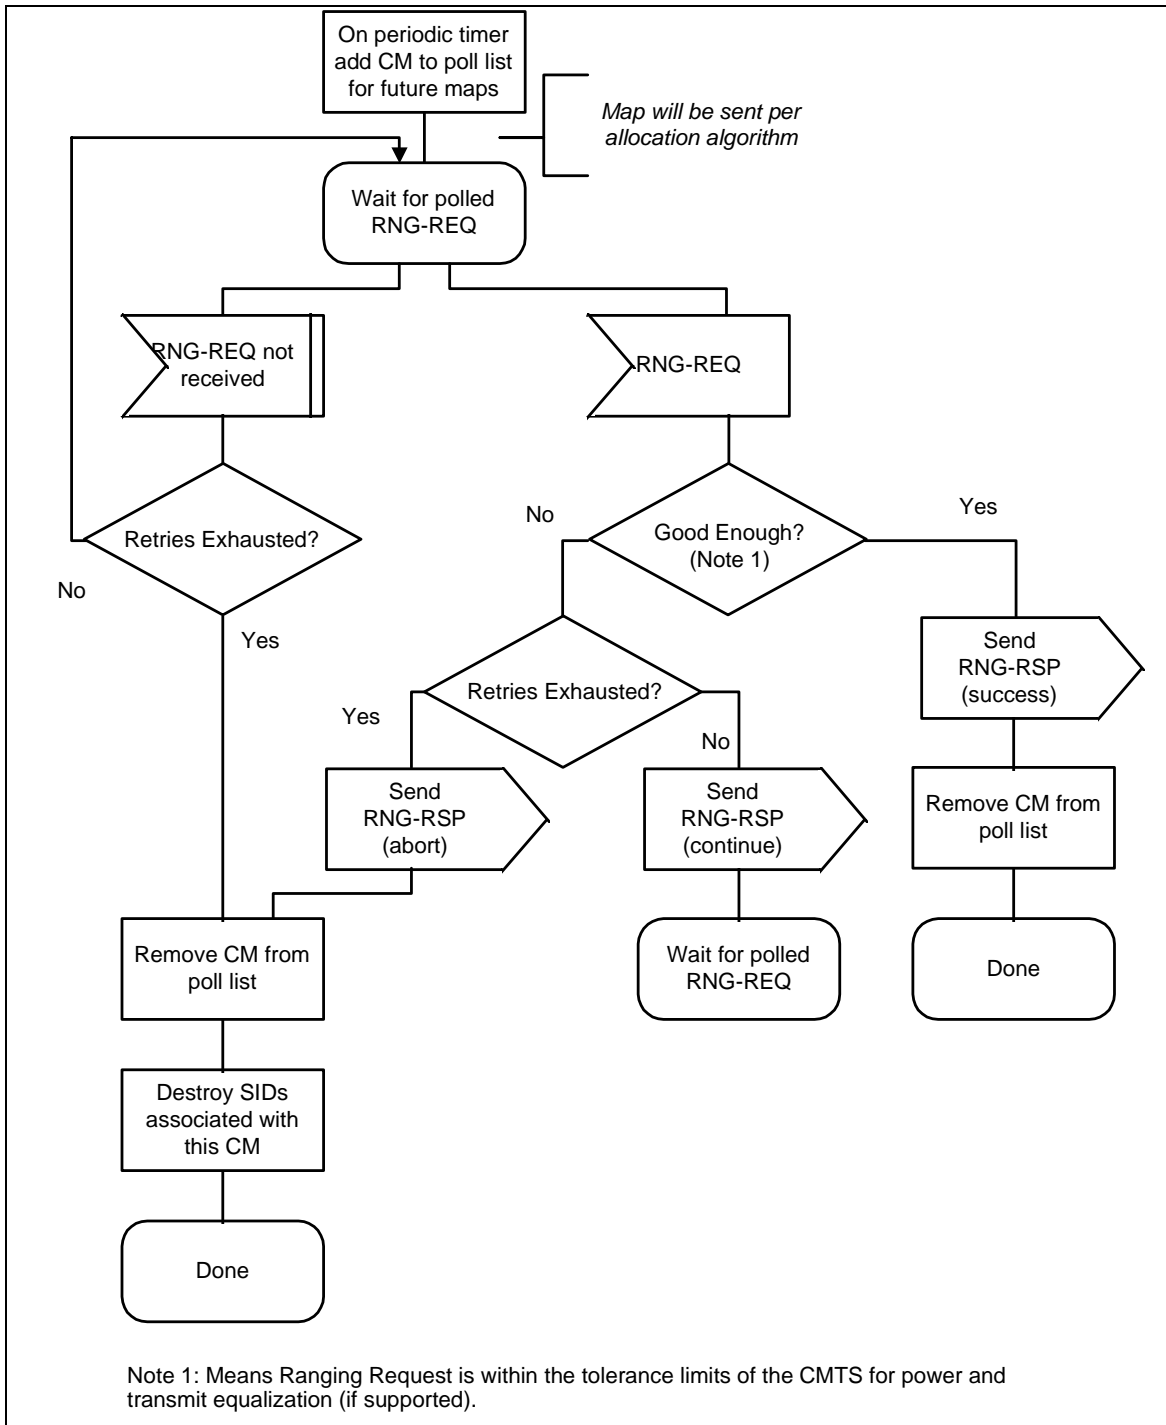 On periodic timer
add CM to poll list
for future maps
Map will be sent per
allocation algorithm
Wait for polled
RNG-REQ
RNG-REQ not
received
RNG-REQ
Retries Exhausted?
No
Yes
Good Enough?
(Note 1)
No
Yes
Retries Exhausted?
Yes
No
Send
RNG-RSP
(success)
Send
RNG-RSP
(abort)
Send
RNG-RSP
(continue)
Remove CM from
poll list
Remove CM from
poll list
Wait for polled
RNG-REQ
Done
Destroy SIDs
associated with
this CM
Done
Note 1: Means Ranging Request is within the tolerance limits of the CMTS for power and
transmit equalization (if supported).